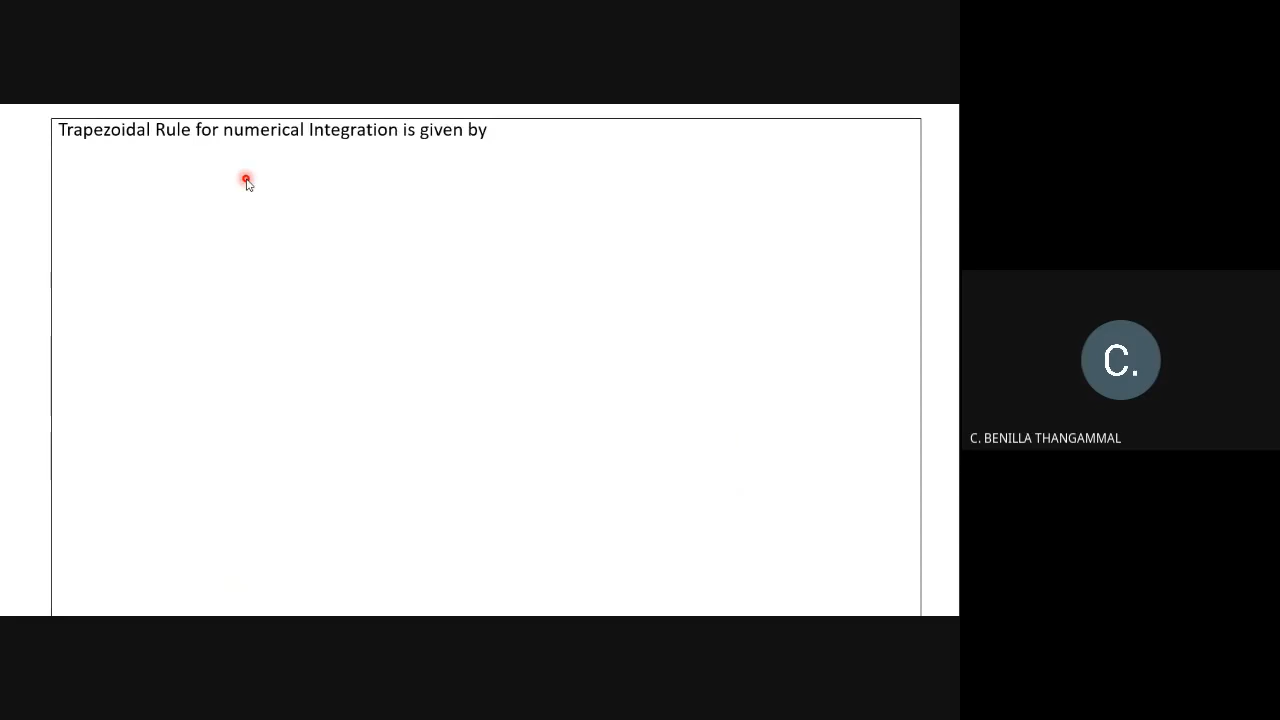 Trapezoidal Rule for numerical Integration is given by
C.
C. BENILLA THANGAMMAL